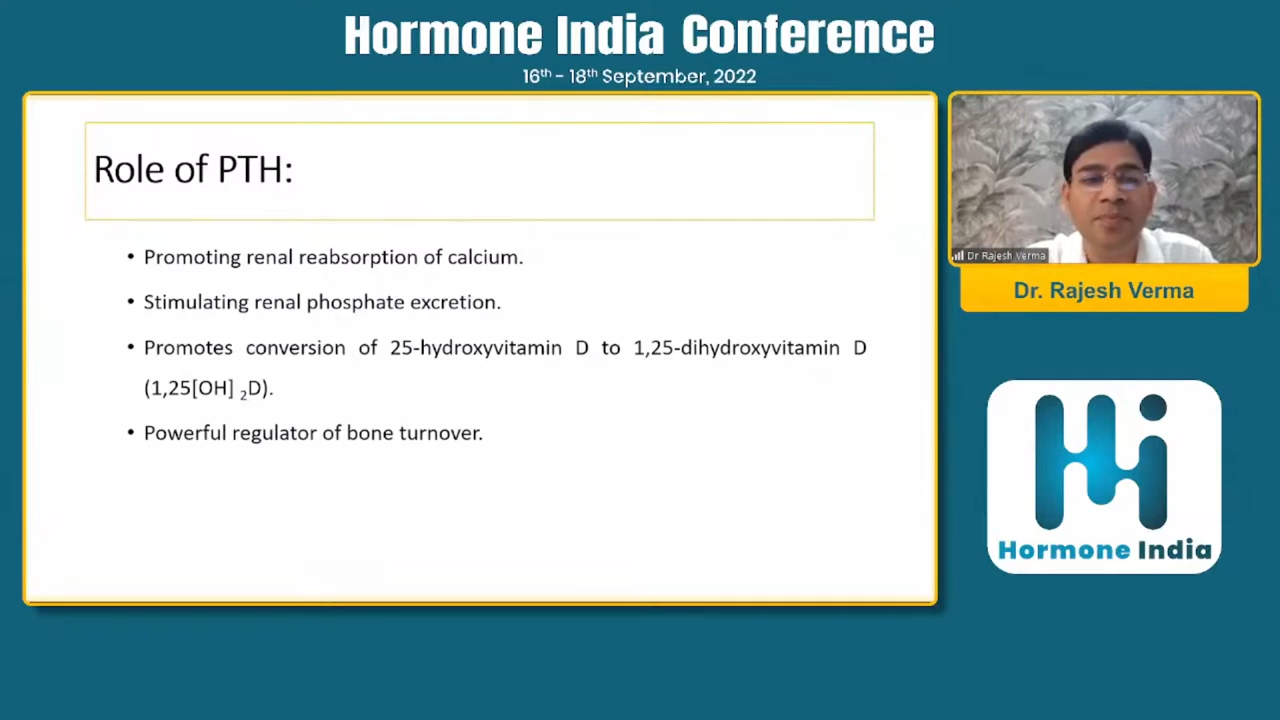 Hormone India Conference
16th - 18th September, 2022
Role of PTH:
• Promoting renal reabsorption of calcium.
• Stimulating renal phosphate excretion.
• Promotes conversion of 25-hydroxyvitamin D to 1,25-dihydroxyvitamin D
(1,25[OH] 2D).
• Powerful regulator of bone turnover.
Dr Rajesh Verma
Dr. Rajesh Verma
Hormone India